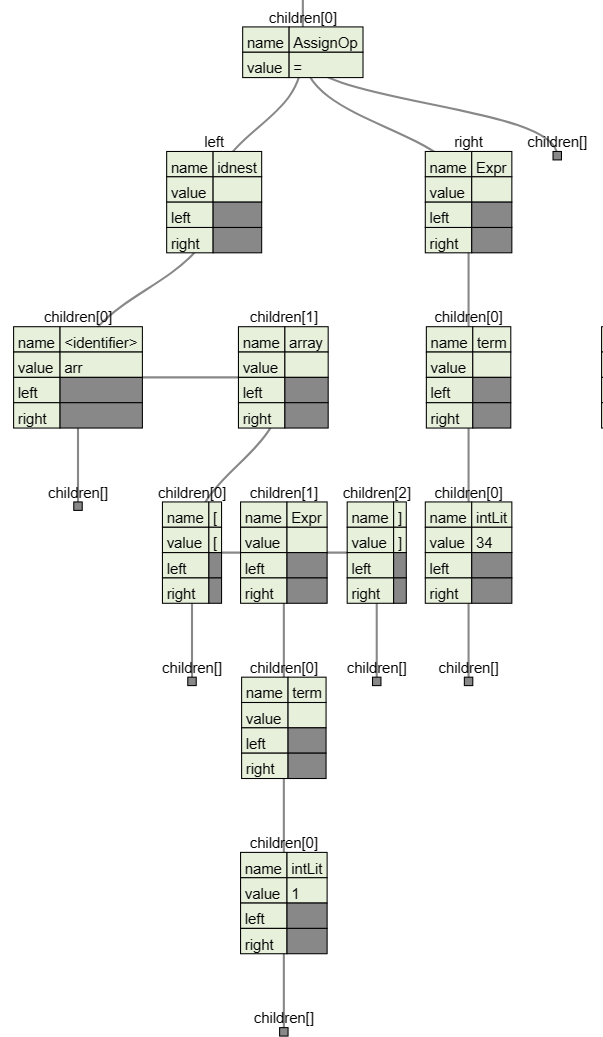 children[0]
name AssignOp
value =
left
right
children[]
name idnest
value
left
right
name Expr
value
left
right
children[0]
children[1]
children[0]
name <identifier>
value arr
left
right
name array
value
left
right
name term
value
left
right
children[]
children[0]
children[1]
children[2]
children[0]
name [
value [
left
right
name Expr
value
left
right
name ]
value ]
left
right
name intLit
value 34
left
right
children[]
children[0]
children[]
children[]
name term
value
left
right
children[0]
name intLit
value 1
left
right
children[]